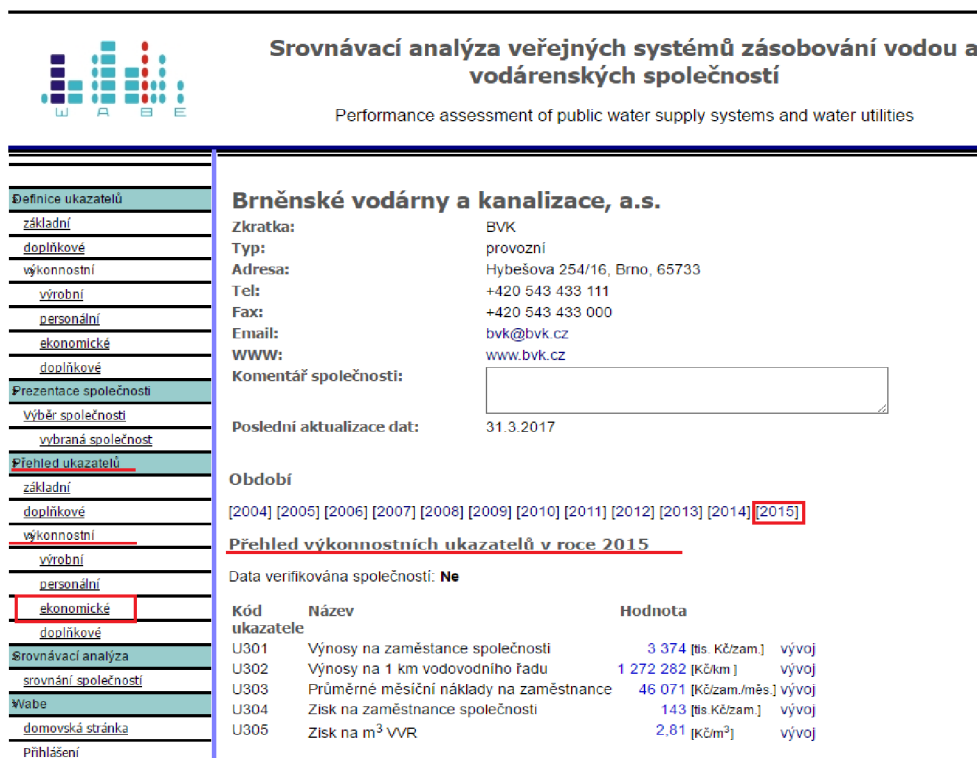 Srovnávací analýza veřejných systémů zásobování vodou a
vodárenských společností
W A B E
Performance assessment of public water supply systems and water utilities
Definice ukazatelů
základní
doplňkové
výkonnostní
výrobní
personální
ekonomické
doplňkové
Prezentace společnosti
Výběr společnosti
vybraná společnost
Přehled ukazatelů
základní
doplňkové
výkonnostní
výrobní
personální
ekonomické
doplňkové
Srovnávací analýza
srovnání společností
Wabe
domovská stránka
Přihlášení
Brněnské vodárny a kanalizace, a.s.
Zkratka: BVK
Typ: provozní
Adresa: Hybešova 254/16, Brno, 65733
Tel: +420 543 433 111
Fax: +420 543 433 000
Email: bvk@bvk.cz
WWW: www.bvk.cz
Komentář společnosti:
Poslední aktualizace dat: 31.3.2017
Období
[2004] [2005] [2006] [2007] [2008] [2009] [2010] [2011] [2012] [2013] [2014] [2015]
Přehled výkonnostních ukazatelů v roce 2015
Data verifikována společností: Ne
Kód Název Hodnota
ukazatele
U301 Výnosy na zaměstance společnosti 3 374 [tis. Kč/zam.] vývoj
U302 Výnosy na 1 km vodovodního řadu 1 272 282 [Kč/km ] vývoj
U303 Průměrné měsíční náklady na zaměstnance 46 071 [Kč/zam./měs.] vývoj
U304 Zisk na zaměstnance společnosti 143 [tis.Kč/zam.] vývoj
U305 Zisk na m³ VVR 2,81 [Kč/m³] vývoj